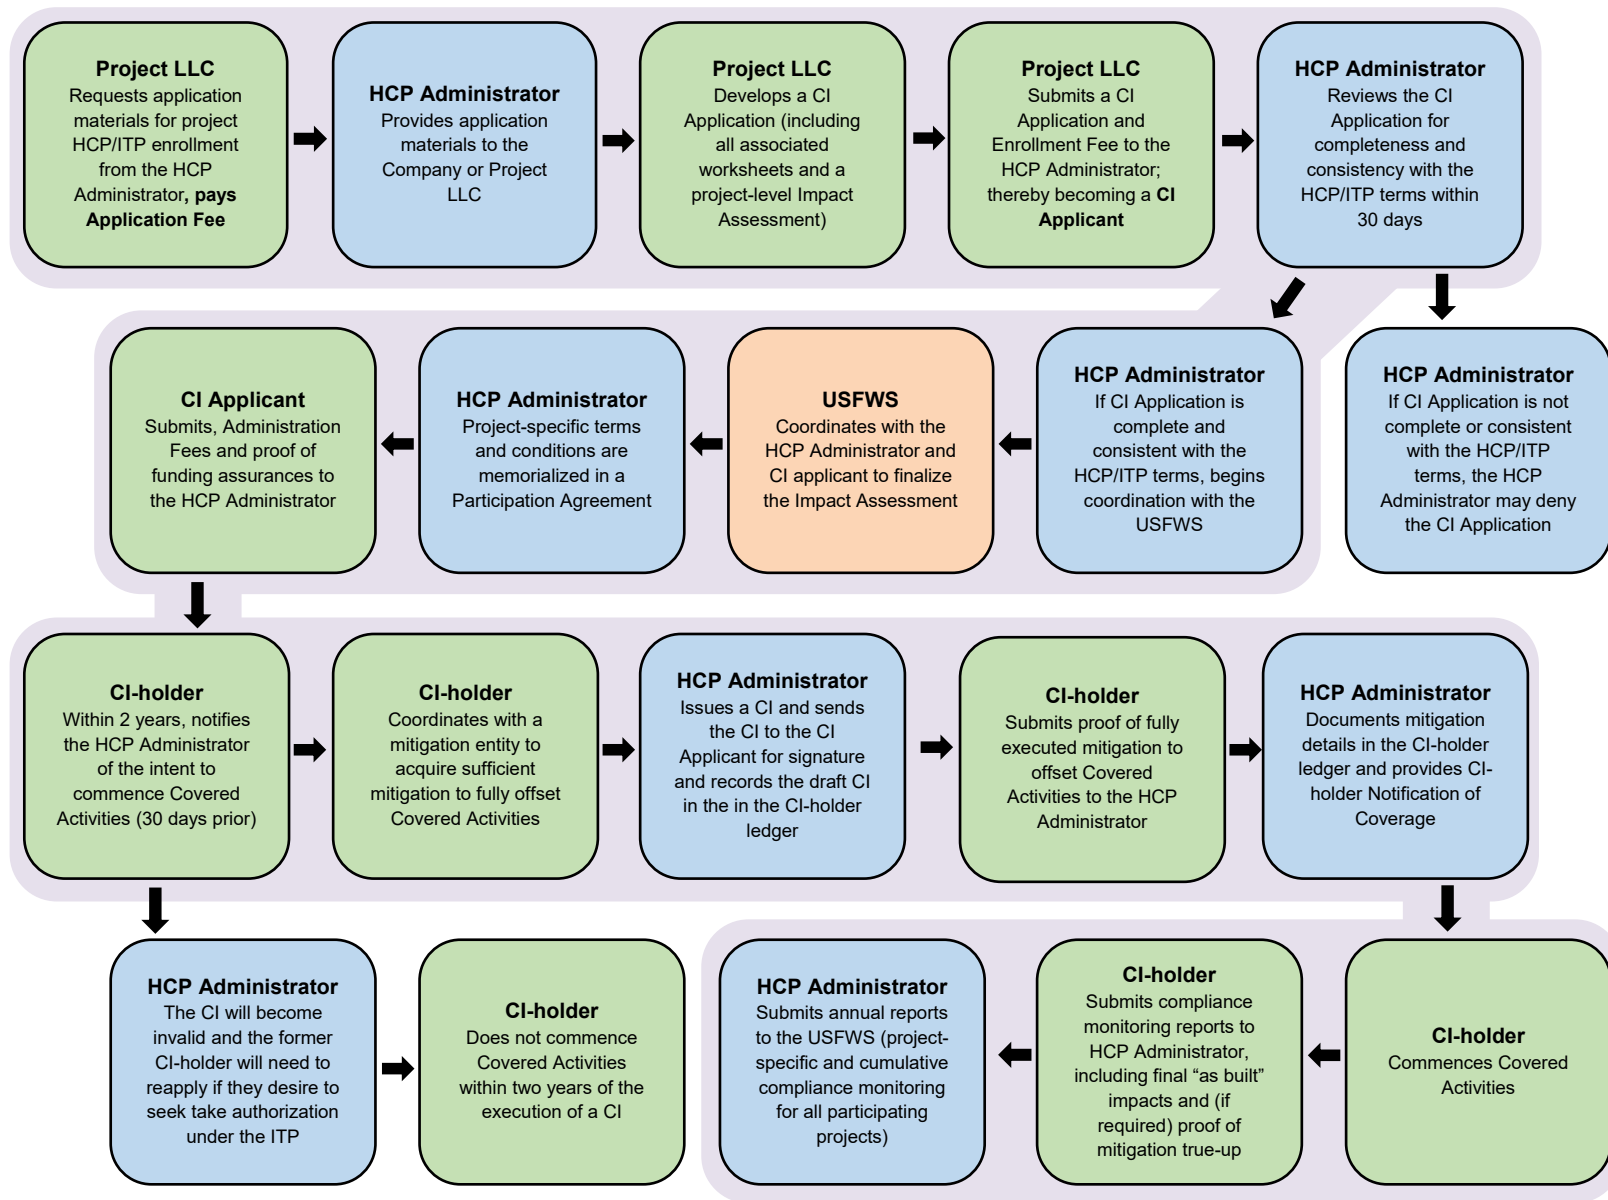 Project LLC
Requests application
materials for project
HCP/ITP enrollment
from the HCP
Administrator, pays
Application Fee
HCP Administrator
Provides application
materials to the
Company or Project
LLC
Project LLC
Develops a CI
Application (including
all associated
worksheets and a
project-level Impact
Assessment)
Project LLC
Submits a CI
Application and
Enrollment Fee to the
HCP Administrator;
thereby becoming a CI
Applicant
HCP Administrator
Reviews the CI
Application for
completeness and
consistency with the
HCP/ITP terms within
30 days
CI Applicant
Submits, Administration
Fees and proof of
funding assurances to
the HCP Administrator
HCP Administrator
Project-specific terms
and conditions are
memorialized in a
Participation Agreement
USFWS
Coordinates with the
HCP Administrator and
CI applicant to finalize
the Impact Assessment
HCP Administrator
If CI Application is
complete and
consistent with the
HCP/ITP terms, begins
coordination with the
USFWS
HCP Administrator
If CI Application is not
complete or consistent
with the HCP/ITP
terms, the HCP
Administrator may deny
the CI Application
CI-holder
Within 2 years, notifies
the HCP Administrator
of the intent to
commence Covered
Activities (30 days prior)
CI-holder
Coordinates with a
mitigation entity to
acquire sufficient
mitigation to fully offset
Covered Activities
HCP Administrator
Issues a CI and sends
the CI to the CI
Applicant for signature
and records the draft CI
in the in the CI-holder
ledger
CI-holder
Submits proof of fully
executed mitigation to
offset Covered
Activities to the HCP
Administrator
HCP Administrator
Documents mitigation
details in the CI-holder
ledger and provides CI-
holder Notification of
Coverage
HCP Administrator
The CI will become
invalid and the former
CI-holder will need to
reapply if they desire to
seek take authorization
under the ITP
CI-holder
Does not commence
Covered Activities
within two years of the
execution of a CI
HCP Administrator
Submits annual reports
to the USFWS (project-
specific and cumulative
compliance monitoring
for all participating
projects)
CI-holder
Submits compliance
monitoring reports to
HCP Administrator,
including final “as built”
impacts and (if
required) proof of
mitigation true-up
CI-holder
Commences Covered
Activities